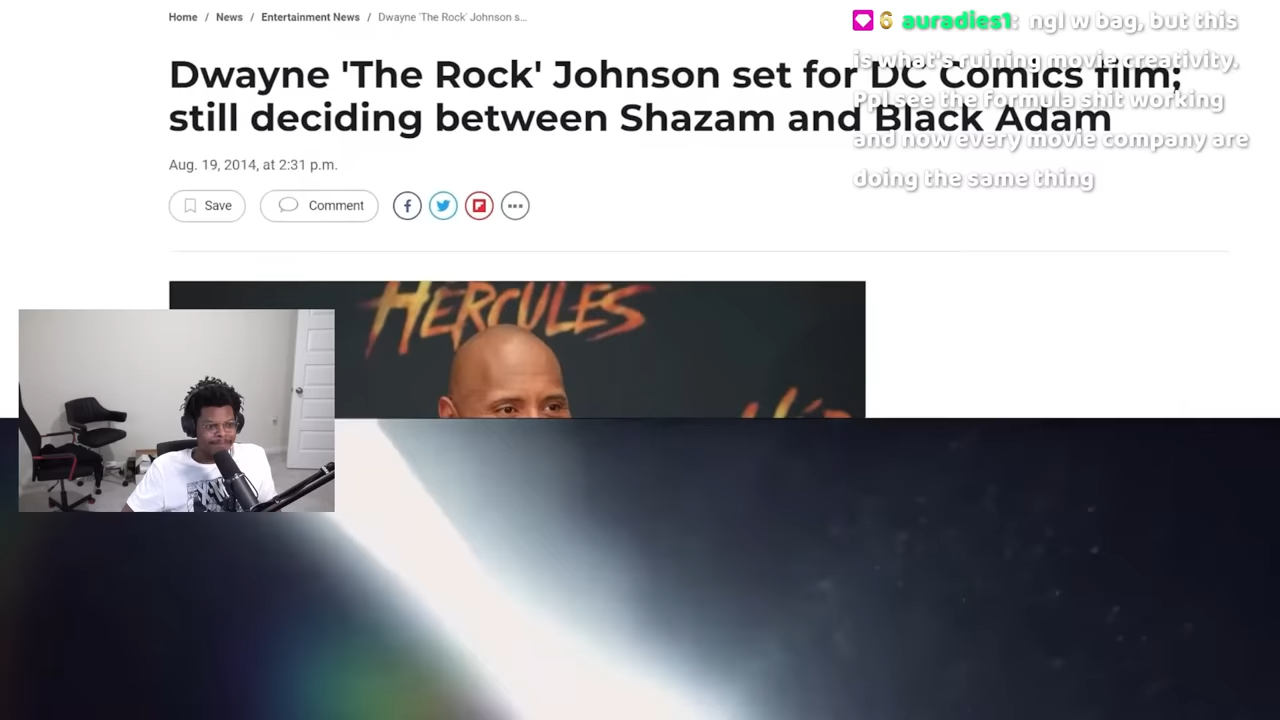 Home / News / Entertainment News / Dwayne 'The Rock' Johnson s...
Dwayne 'The Rock' Johnson set for DC Comics film;
still deciding between Shazam and Black Adam
Aug. 19, 2014, at 2:31 p.m.
Save
Comment
6 auradies1: ngl w bag, but this
is what's ruining movie creativity.
Ppl see the Formula shit working
and now every movie company are
doing the same thing
HERCULES